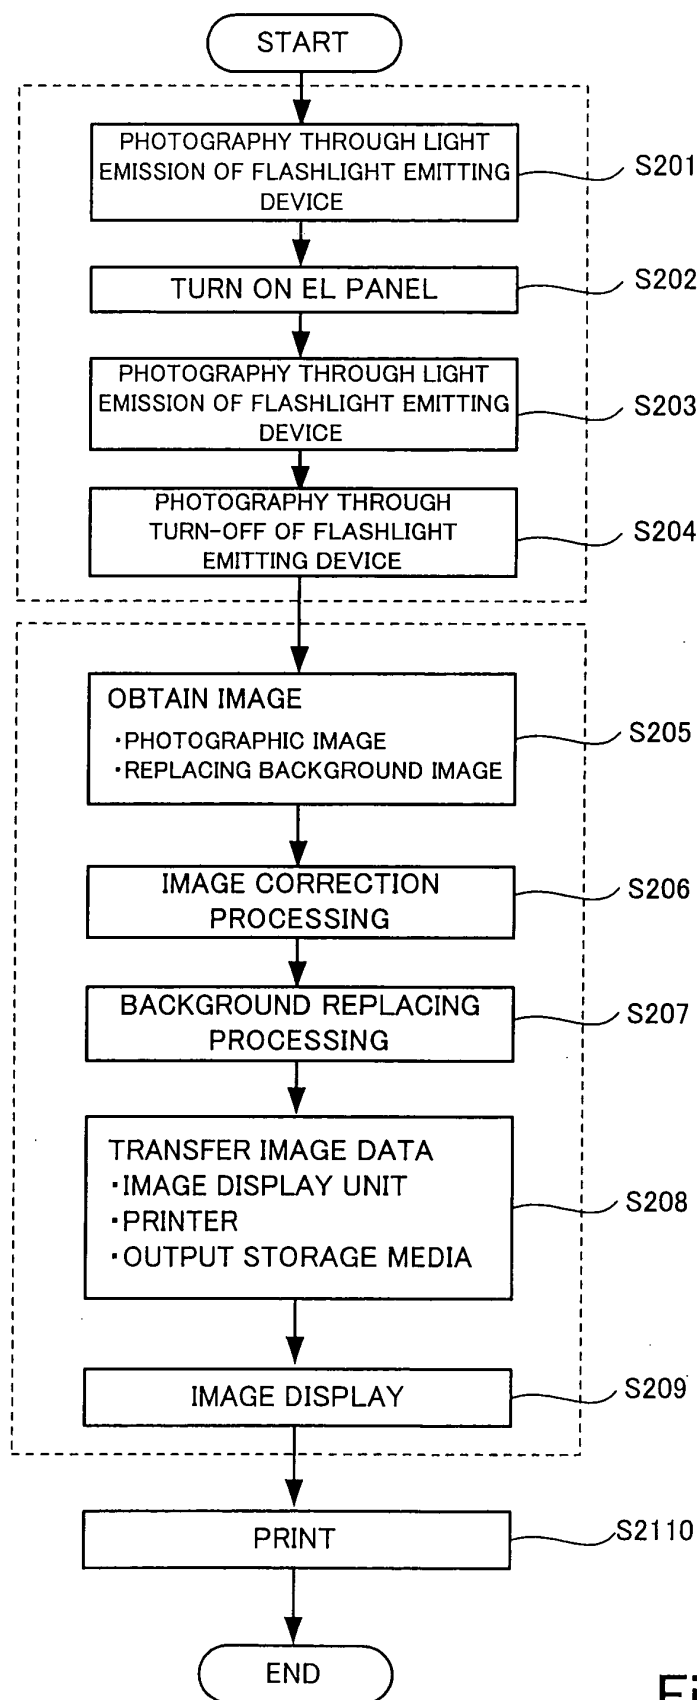 START
PHOTOGRAPHY THROUGH LIGHT
EMISSION OF FLASHLIGHT EMITTING
DEVICE
S201
TURN ON EL PANEL
S202
PHOTOGRAPHY THROUGH LIGHT
EMISSION OF FLASHLIGHT EMITTING
DEVICE
S203
PHOTOGRAPHY THROUGH
TURN-OFF OF FLASHLIGHT
EMITTING DEVICE
S204
OBTAIN IMAGE
・PHOTOGRAPHIC IMAGE
・REPLACING BACKGROUND IMAGE
S205
IMAGE CORRECTION
PROCESSING
S206
BACKGROUND REPLACING
PROCESSING
S207
TRANSFER IMAGE DATA
・IMAGE DISPLAY UNIT
・PRINTER
・OUTPUT STORAGE MEDIA
S208
IMAGE DISPLAY
S209
PRINT
S2110
END